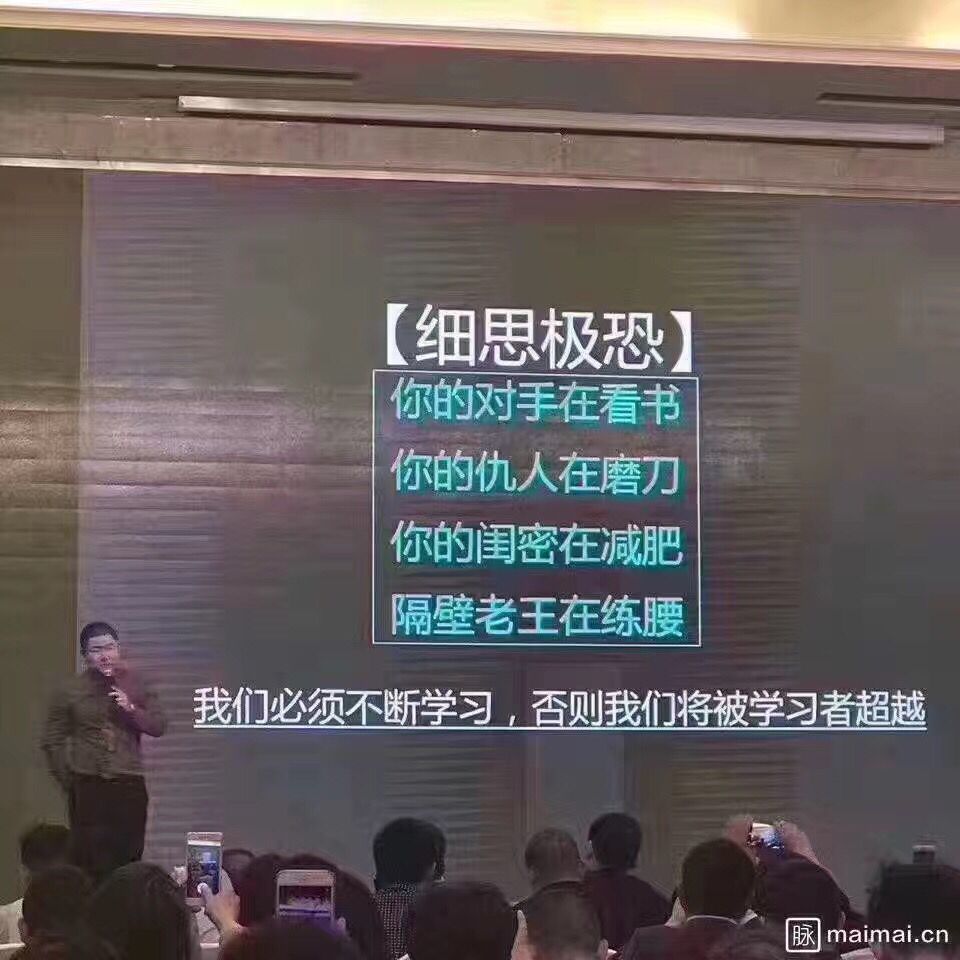 【细思极恐】
你的对手在看书
你的仇人在磨刀
你的闺密在减肥
隔壁老王在练腰
我们必须不断学习，否则我们将被学习者超越
脉 maimai.cn